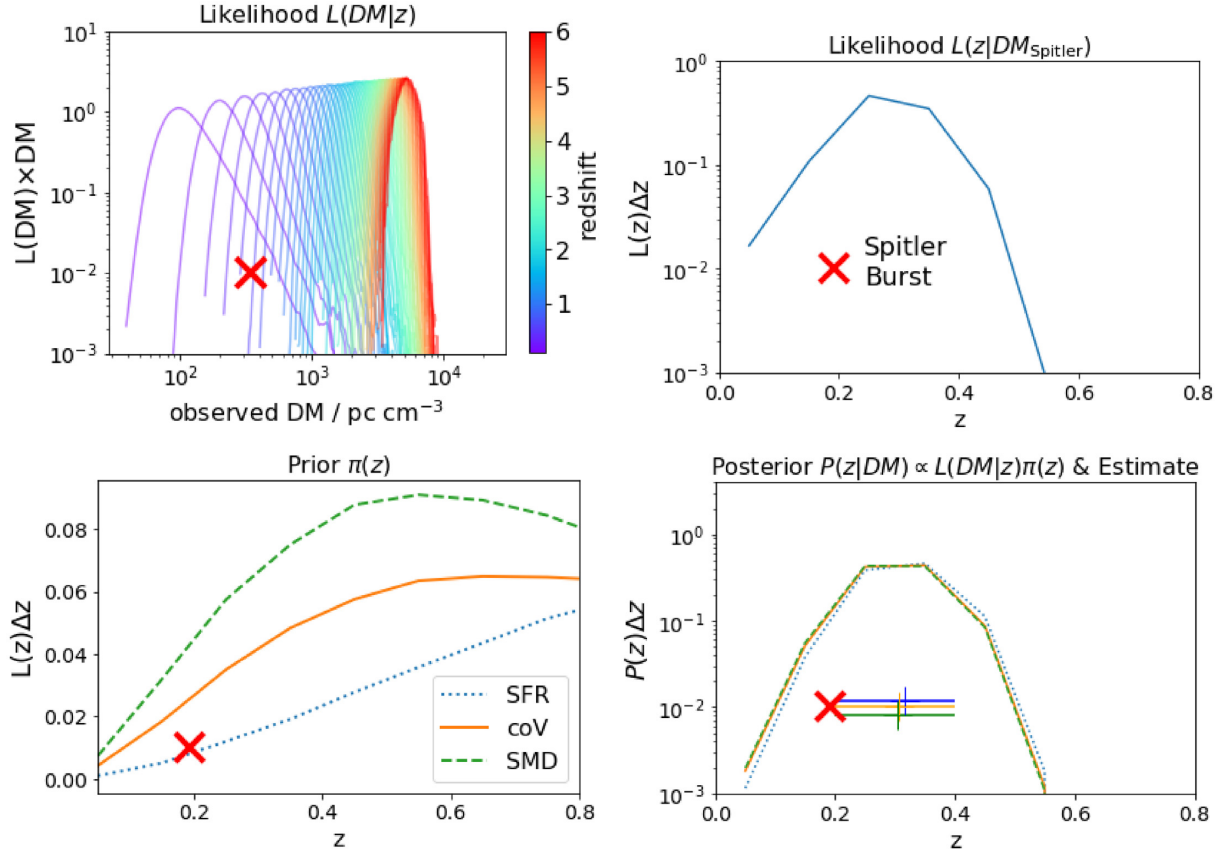 Likelihood L(DM|z)
L(DM)×DM
10¹
10⁰
10⁻¹
10⁻²
10⁻³
10²
10³
10⁴
observed DM / pc cm⁻³
6
5
4
3
2
1
redshift
Likelihood L(z|DM_Spitler)
L(z)Δz
10⁰
10⁻¹
10⁻²
10⁻³
Spitler
Burst
0.0
0.2
0.4
0.6
0.8
z
Prior π(z)
L(z)Δz
0.08
0.06
0.04
0.02
0.00
SFR
coV
SMD
0.2
0.4
0.6
0.8
z
Posterior P(z|DM) ∝ L(DM|z)π(z) & Estimate
P(z)Δz
10⁰
10⁻¹
10⁻²
10⁻³
0.0
0.2
0.4
0.6
0.8
z